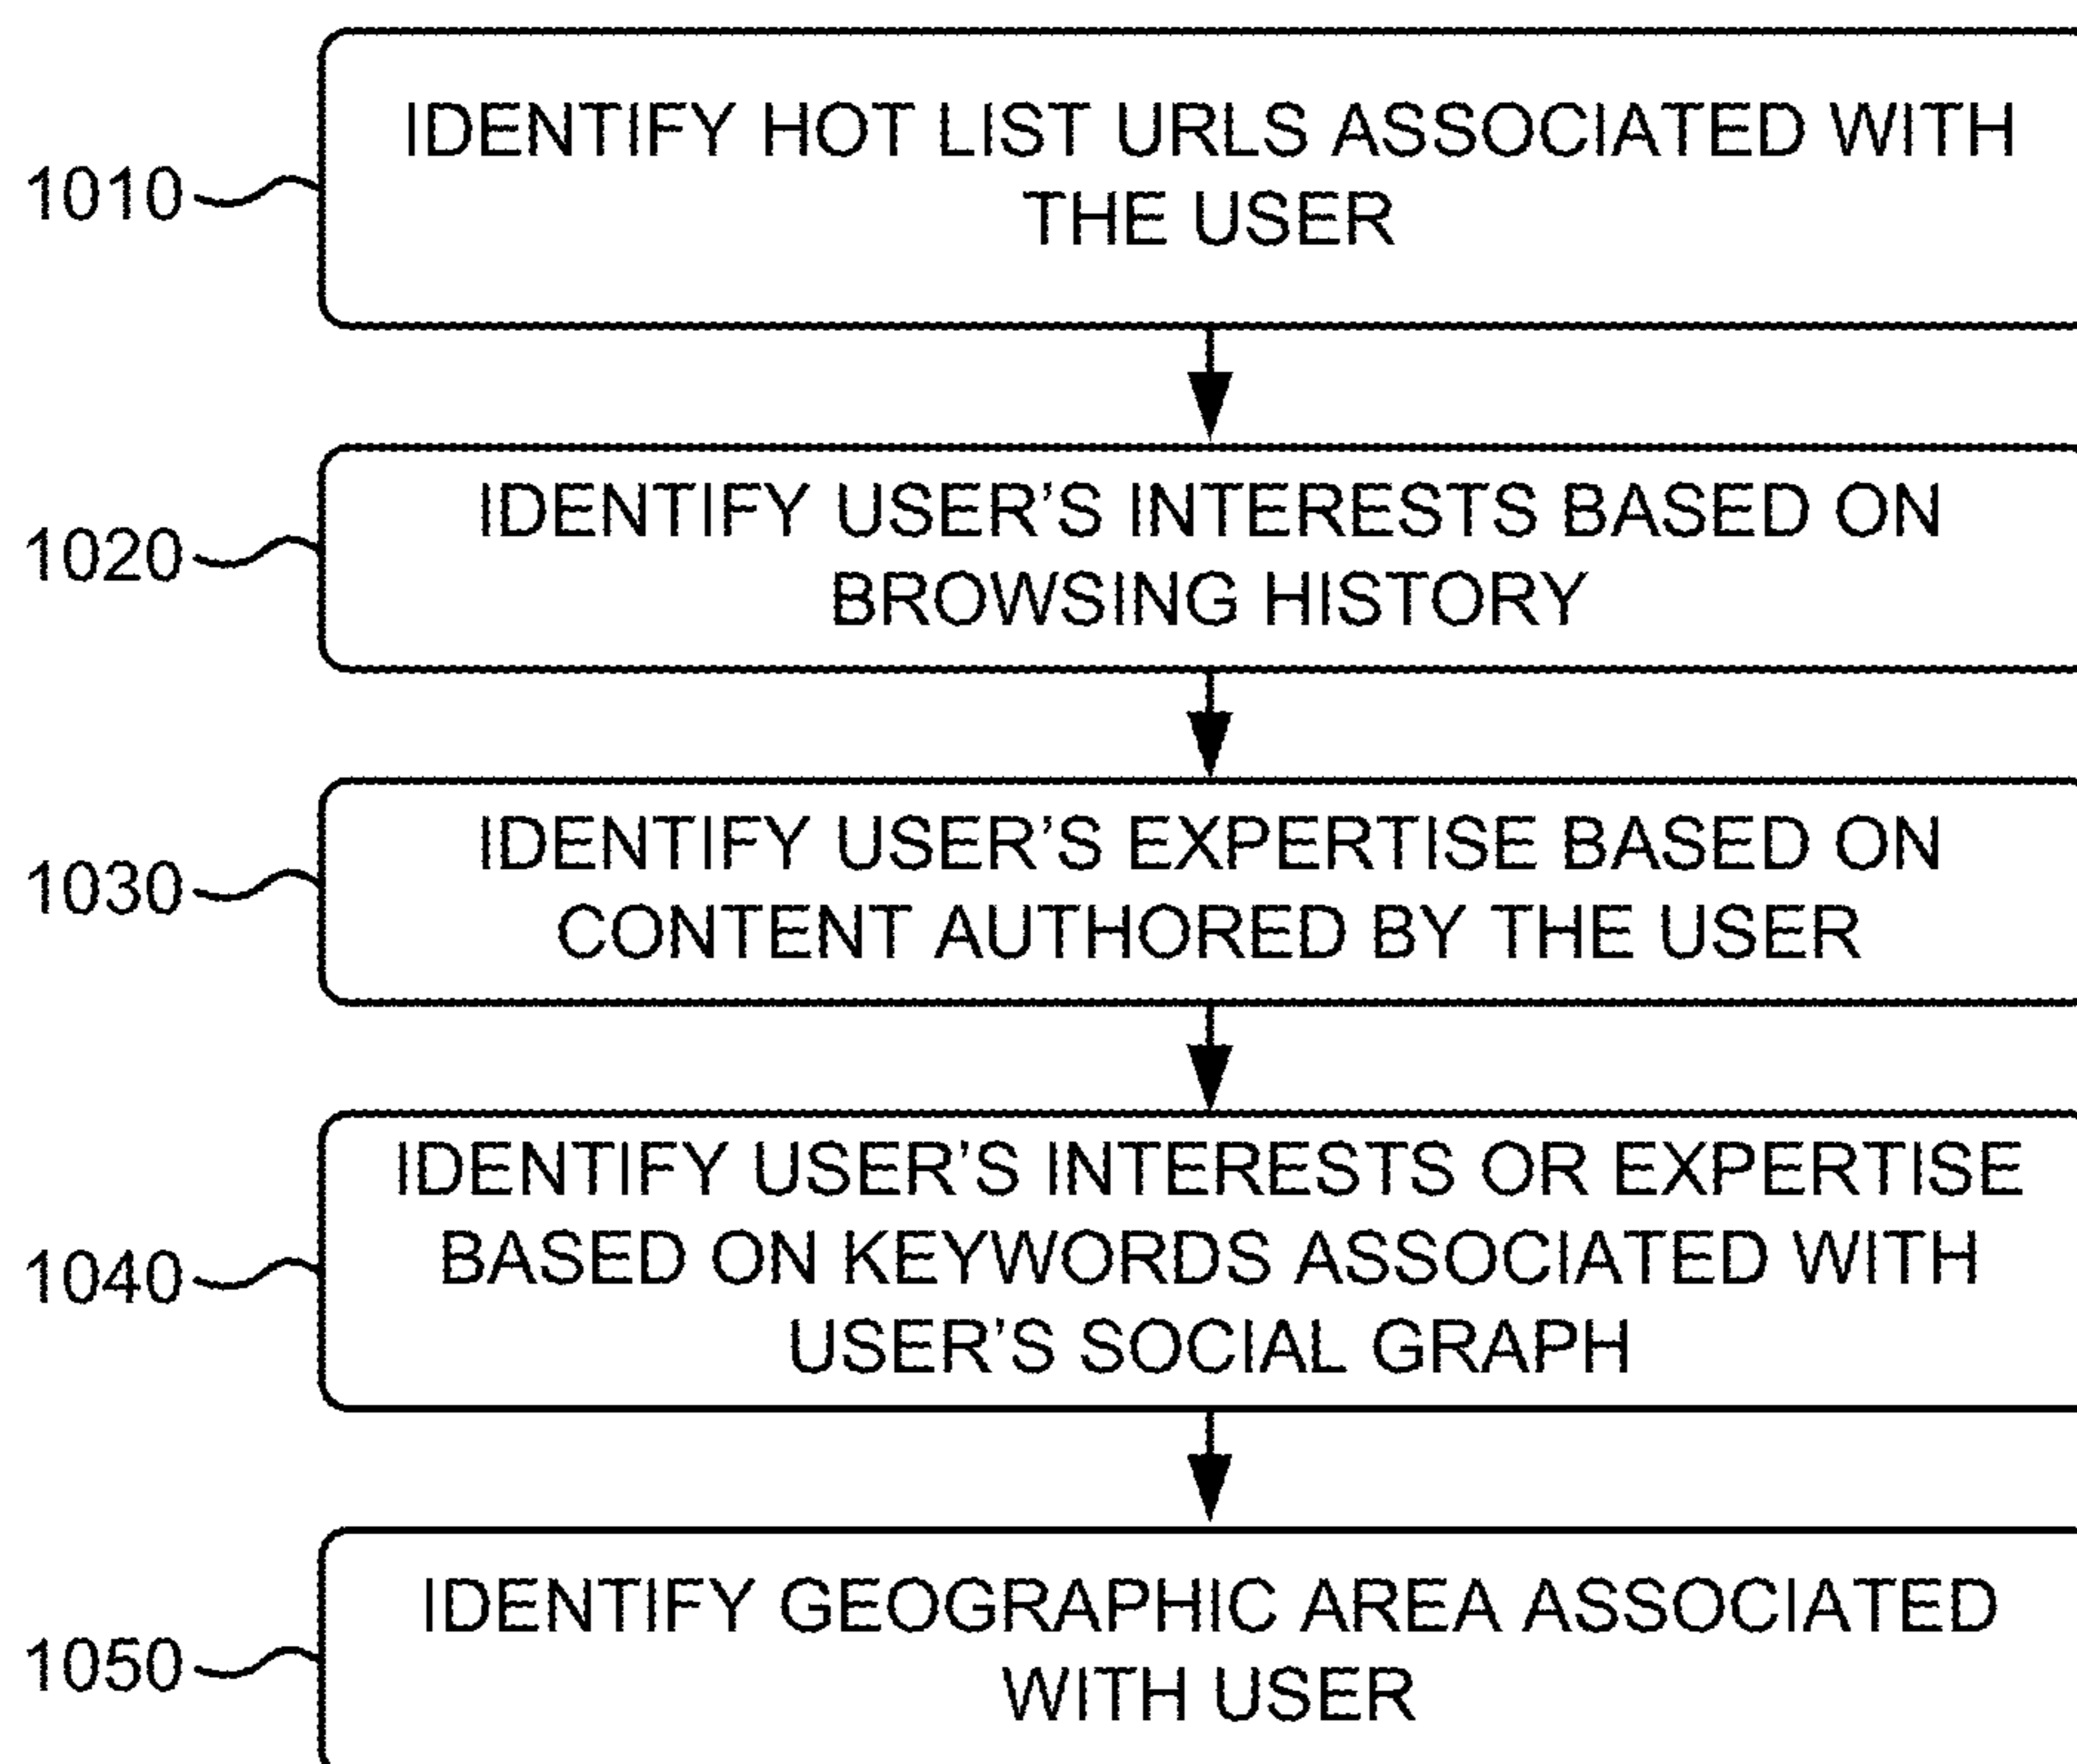 IDENTIFY HOT LIST URLS ASSOCIATED WITH
THE USER
1010
IDENTIFY USER'S INTERESTS BASED ON
BROWSING HISTORY
1020
IDENTIFY USER'S EXPERTISE BASED ON
CONTENT AUTHORED BY THE USER
1030
IDENTIFY USER'S INTERESTS OR EXPERTISE
BASED ON KEYWORDS ASSOCIATED WITH
USER'S SOCIAL GRAPH
1040
IDENTIFY GEOGRAPHIC AREA ASSOCIATED
WITH USER
1050